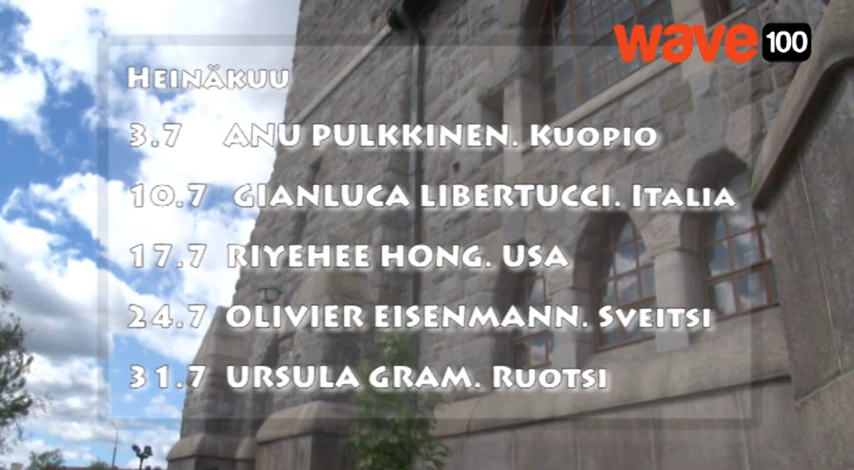 wave 100
HEINÄKUU
3.7 ANU PULKKINEN. KUOPIO
10.7 GIANLUCA LIBERTUCCI. ITALIA
17.7 RIYEHEE HONG. USA
24.7 OLIVIER EISENMANN. SVEITSI
31.7 URSULA GRAM. RUOTSI